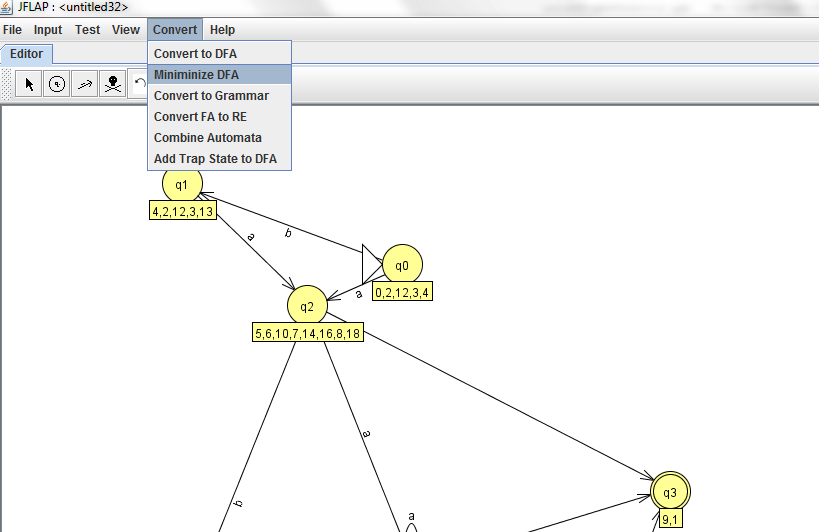 JFLAP : <untitled32>
File Input Test View Convert Help
Editor
Convert to DFA
Miniminize DFA
Convert to Grammar
Convert FA to RE
Combine Automata
Add Trap State to DFA
q1
4,2,12,3,13
a
b
q0
0,2,12,3,4
a
q2
5,6,10,7,14,16,8,18
a
b
a
q3
9,1